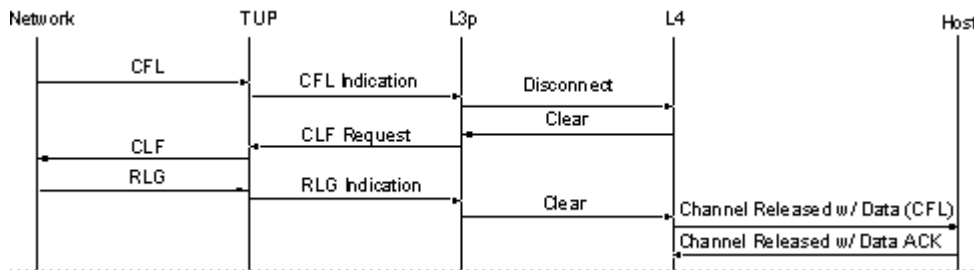 Network TUP L3p L4 Host
CFL
CFL Indication
Disconnect
Clear
CLF Request
CLF
RLG
RLG Indication
Clear
Channel Released w/ Data (CFL)
Channel Released w/ Data ACK